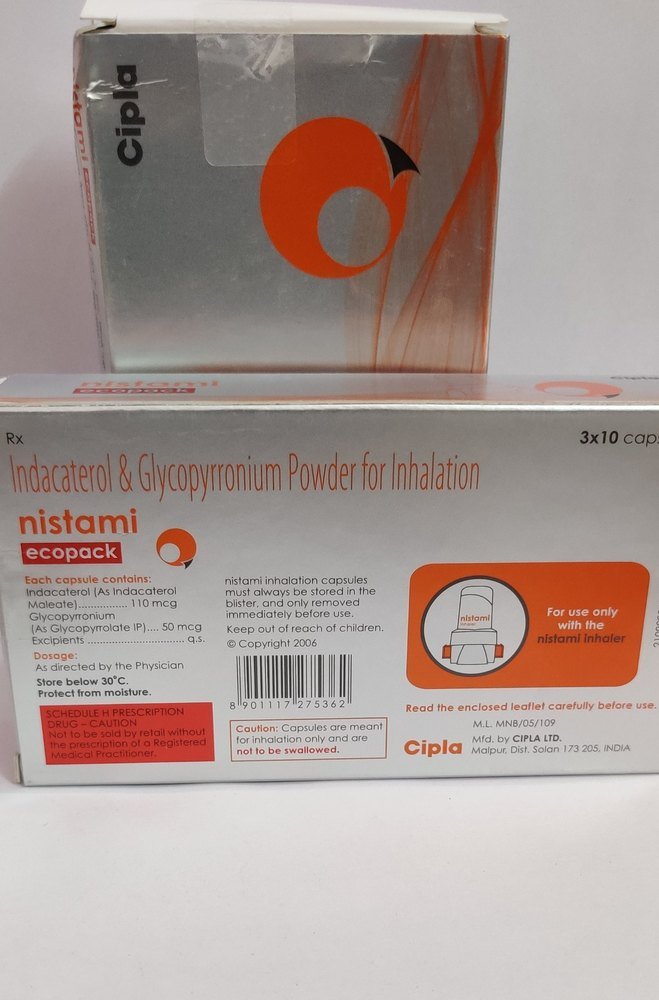 Cipla
nistami
ecopack
Rx
3x10 caps
Indacaterol & Glycopyrronium Powder for Inhalation
nistami
ecopack
Each capsule contains:
Indacaterol (As Indacaterol
Maleate)............... 110 mcg
Glycopyrronium
(As Glycopyrrolate IP).... 50 mcg
Excipients ............................ q.s.
Dosage:
As directed by the Physician
Store below 30°C.
Protect from moisture.
SCHEDULE H PRESCRIPTION
DRUG – CAUTION
Not to be sold by retail without
the prescription of a Registered
Medical Practitioner.
nistami inhalation capsules
must always be stored in the
blister, and only removed
immediately before use.
Keep out of reach of children.
© Copyright 2006
8 901117 275362
Caution: Capsules are meant
for inhalation only and are
not to be swallowed.
nistami
inhaler
For use only
with the
nistami inhaler
Read the enclosed leaflet carefully before use.
M.L. MNB/05/109
Mfd. by CIPLA LTD.
Cipla Malpur, Dist. Solan 173 205, INDIA